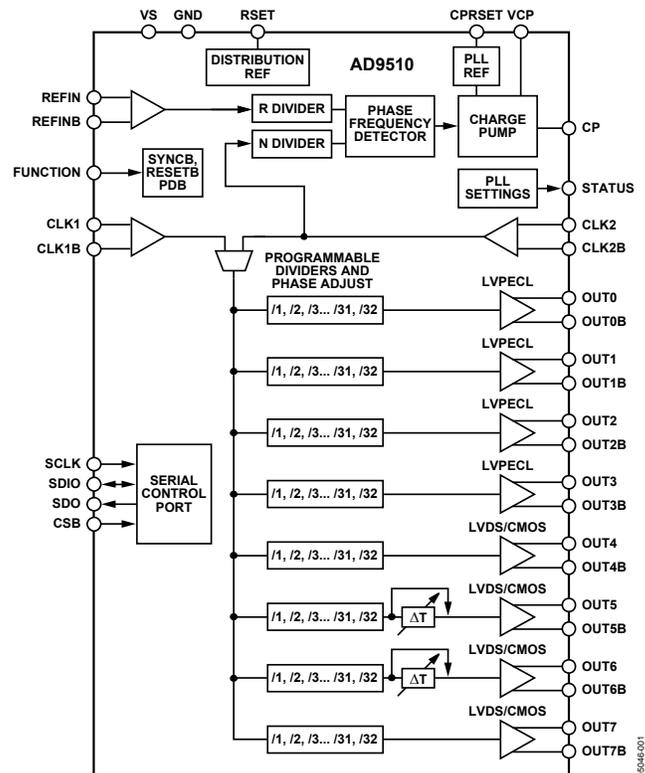 VS GND RSET CPRSET VCP
DISTRIBUTION
REF
AD9510
PLL
REF
REFIN
REFINB
R DIVIDER
N DIVIDER
PHASE
FREQUENCY
DETECTOR
CHARGE
PUMP
CP
FUNCTION
SYNCB,
RESETB
PDB
PLL
SETTINGS
STATUS
CLK1
CLK1B
CLK2
CLK2B
PROGRAMMABLE
DIVIDERS AND
PHASE ADJUST
LVPECL
/1, /2, /3... /31, /32
OUT0
OUT0B
LVPECL
/1, /2, /3... /31, /32
OUT1
OUT1B
LVPECL
/1, /2, /3... /31, /32
OUT2
OUT2B
LVPECL
/1, /2, /3... /31, /32
OUT3
OUT3B
SCLK
SDIO
SDO
CSB
SERIAL
CONTROL
PORT
LVDS/CMOS
/1, /2, /3... /31, /32
OUT4
OUT4B
LVDS/CMOS
/1, /2, /3... /31, /32
ΔT
OUT5
OUT5B
LVDS/CMOS
/1, /2, /3... /31, /32
ΔT
OUT6
OUT6B
LVDS/CMOS
/1, /2, /3... /31, /32
OUT7
OUT7B
5046-001